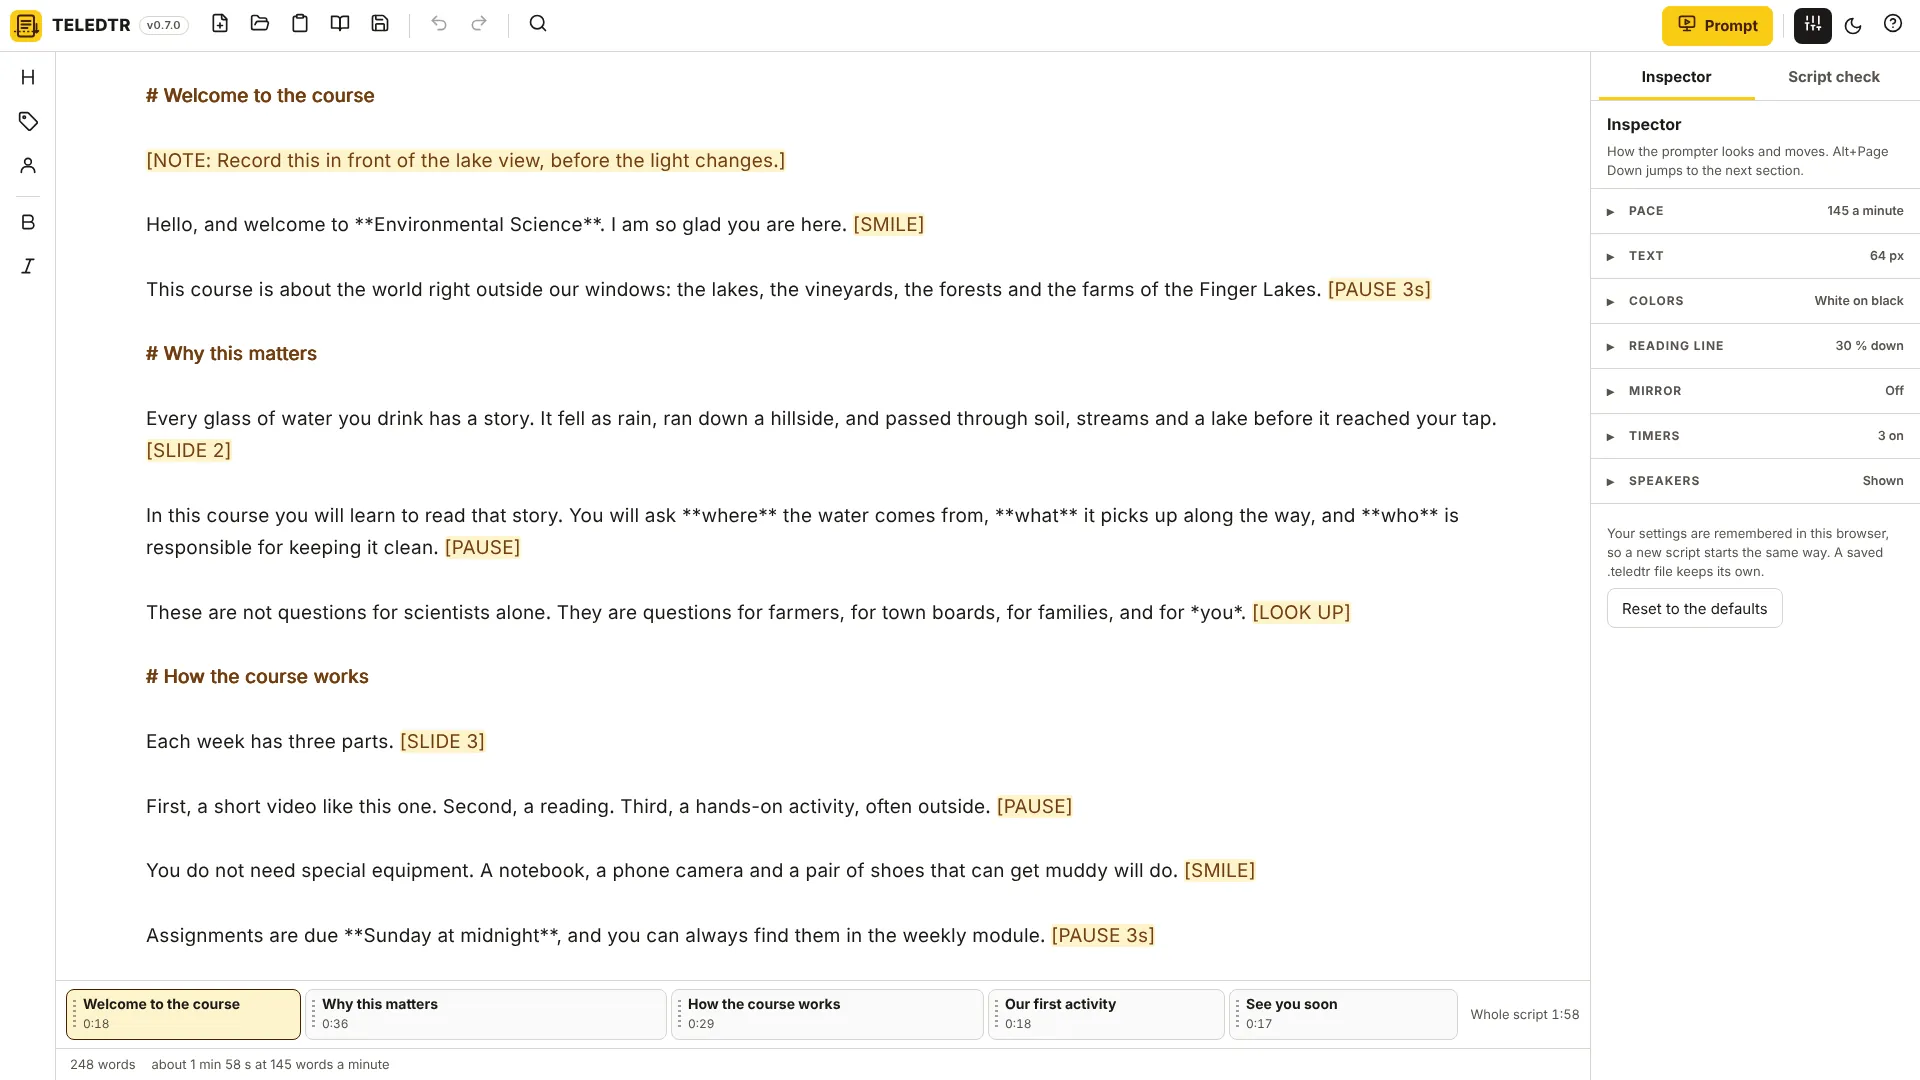 TELEDTR v0.7.0
Prompt
H
B
I
# Welcome to the course
[NOTE: Record this in front of the lake view, before the light changes.]
Hello, and welcome to **Environmental Science**. I am so glad you are here. [SMILE]
This course is about the world right outside our windows: the lakes, the vineyards, the forests and the farms of the Finger Lakes. [PAUSE 3s]
# Why this matters
Every glass of water you drink has a story. It fell as rain, ran down a hillside, and passed through soil, streams and a lake before it reached your tap.
[SLIDE 2]
In this course you will learn to read that story. You will ask **where** the water comes from, **what** it picks up along the way, and **who** is
responsible for keeping it clean. [PAUSE]
These are not questions for scientists alone. They are questions for farmers, for town boards, for families, and for *you*. [LOOK UP]
# How the course works
Each week has three parts. [SLIDE 3]
First, a short video like this one. Second, a reading. Third, a hands-on activity, often outside. [PAUSE]
You do not need special equipment. A notebook, a phone camera and a pair of shoes that can get muddy will do. [SMILE]
Assignments are due **Sunday at midnight**, and you can always find them in the weekly module. [PAUSE 3s]
Inspector
Script check
Inspector
How the prompter looks and moves. Alt+Page
Down jumps to the next section.
PACE 145 a minute
TEXT 64 px
COLORS White on black
READING LINE 30 % down
MIRROR Off
TIMERS 3 on
SPEAKERS Shown
Your settings are remembered in this browser,
so a new script starts the same way. A saved
.teledtr file keeps its own.
Reset to the defaults
Welcome to the course
0:18
Why this matters
0:36
How the course works
0:29
Our first activity
0:18
See you soon
0:17
Whole script 1:58
248 words about 1 min 58 s at 145 words a minute